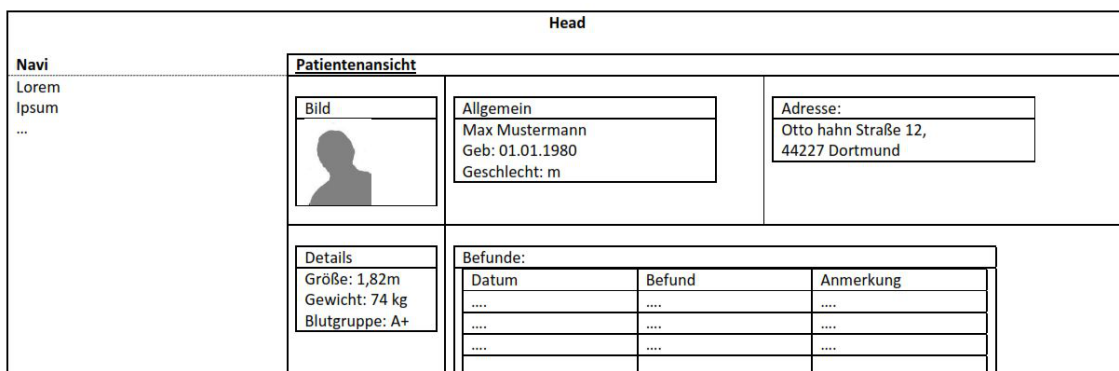 Head
Navi
Patientenansicht
Lorem
Ipsum
...
Bild
Allgemein
Max Mustermann
Geb: 01.01.1980
Geschlecht: m
Adresse:
Otto hahn Straße 12,
44227 Dortmund
Details
Größe: 1,82m
Gewicht: 74 kg
Blutgruppe: A+
Befunde:
Datum Befund Anmerkung
.... .... ....
.... .... ....
.... .... ....